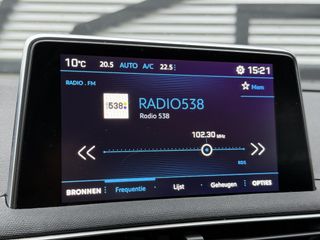 10°C 20.5 AUTO A/C 22.5 15:21
RADIO . FM
Mem
538
RADIO538
Radio 538
102.30 MHz
RDS
BRONNEN Frequentie Lijst Geheugen OPTIES